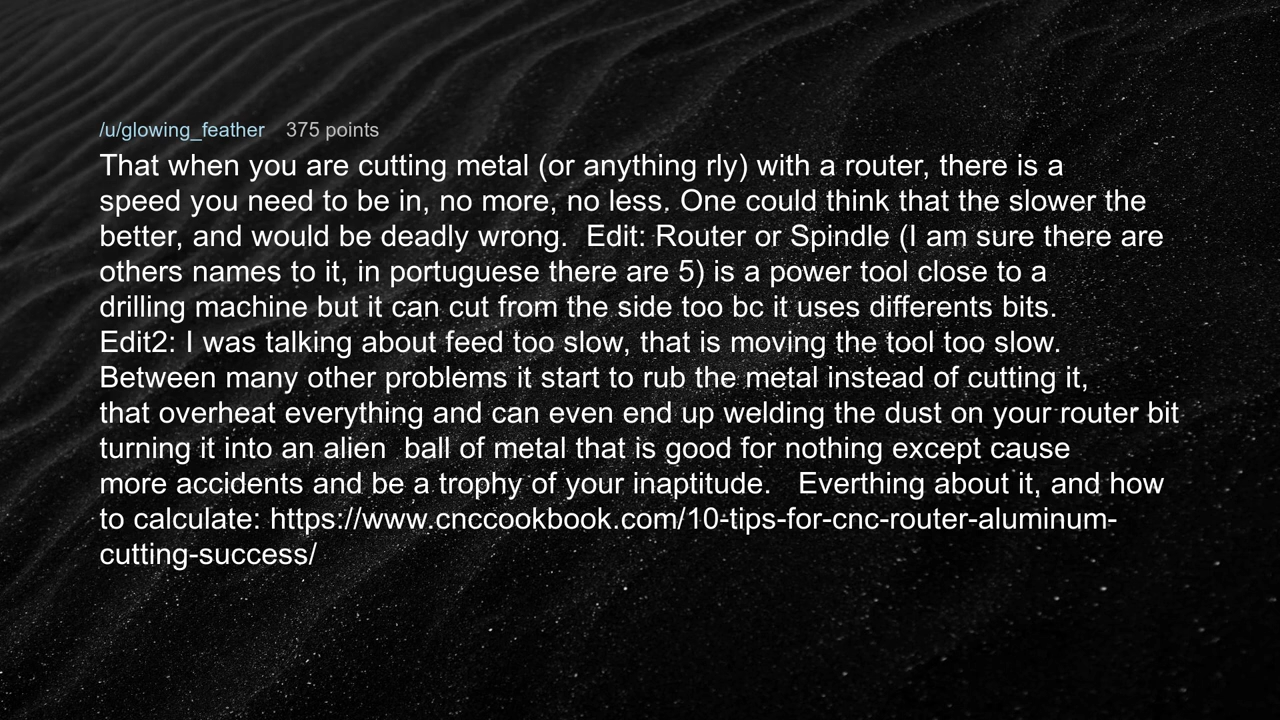 /u/glowing_feather 375 points
That when you are cutting metal (or anything rly) with a router, there is a
speed you need to be in, no more, no less. One could think that the slower the
better, and would be deadly wrong.  Edit: Router or Spindle (I am sure there are
others names to it, in portuguese there are 5) is a power tool close to a
drilling machine but it can cut from the side too bc it uses differents bits.
Edit2: I was talking about feed too slow, that is moving the tool too slow.
Between many other problems it start to rub the metal instead of cutting it,
that overheat everything and can even end up welding the dust on your router bit
turning it into an alien  ball of metal that is good for nothing except cause
more accidents and be a trophy of your inaptitude.   Everthing about it, and how
to calculate: https://www.cnccookbook.com/10-tips-for-cnc-router-aluminum-
cutting-success/